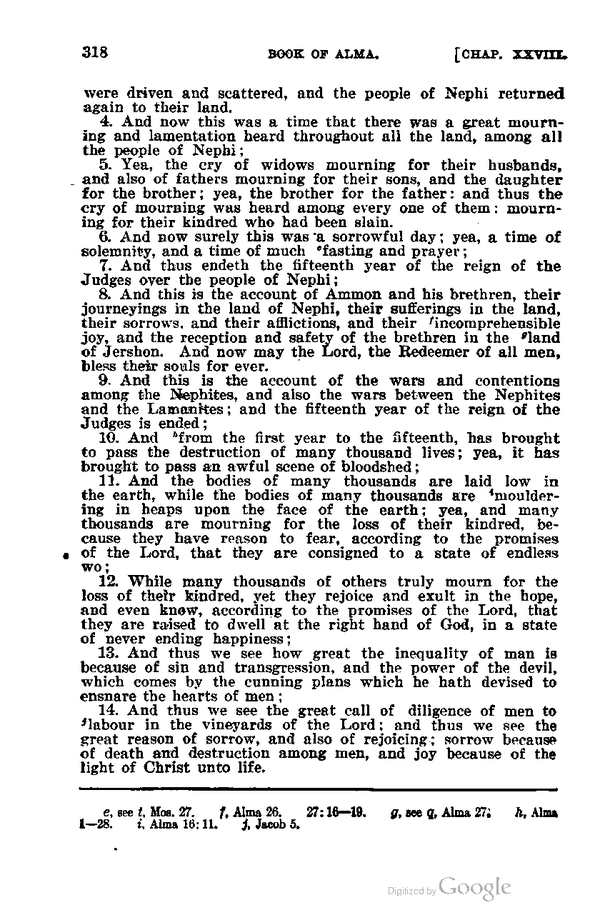 318 BOOK OF ALMA. [CHAP. XXVIII.
were driven and scattered, and the people of Nephi returned
again to their land.
4. And now this was a time that there was a great mourn-
ing and lamentation heard throughout all the land, among all
the people of Nephi;
5. Yea, the cry of widows mourning for their husbands,
and also of fathers mourning for their sons, and the daughter
for the brother; yea, the brother for the father: and thus the
cry of mourning was heard among every one of them: mourn-
ing for their kindred who had been slain.
6. And now surely this was a sorrowful day; yea, a time of
solemnity, and a time of much ᵉfasting and prayer;
7. And thus endeth the fifteenth year of the reign of the
Judges over the people of Nephi;
8. And this is the account of Ammon and his brethren, their
journeyings in the land of Nephi, their sufferings in the land,
their sorrows, and their afflictions, and their ᶠincomprehensible
joy, and the reception and safety of the brethren in the ᵍland
of Jershon. And now may the Lord, the Redeemer of all men,
bless their souls for ever.
9. And this is the account of the wars and contentions
among the Nephites, and also the wars between the Nephites
and the Lamanites; and the fifteenth year of the reign of the
Judges is ended;
10. And ʰfrom the first year to the fifteenth, has brought
to pass the destruction of many thousand lives; yea, it has
brought to pass an awful scene of bloodshed;
11. And the bodies of many thousands are laid low in
the earth, while the bodies of many thousands are ⁱmoulder-
ing in heaps upon the face of the earth; yea, and many
thousands are mourning for the loss of their kindred, be-
cause they have reason to fear, according to the promises
of the Lord, that they are consigned to a state of endless
wo;
12. While many thousands of others truly mourn for the
loss of their kindred, yet they rejoice and exult in the hope,
and even know, according to the promises of the Lord, that
they are raised to dwell at the right hand of God, in a state
of never ending happiness;
13. And thus we see how great the inequality of man is
because of sin and transgression, and the power of the devil,
which comes by the cunning plans which he hath devised to
ensnare the hearts of men;
14. And thus we see the great call of diligence of men to
ʲlabour in the vineyards of the Lord; and thus we see the
great reason of sorrow, and also of rejoicing; sorrow because
of death and destruction among men, and joy because of the
light of Christ unto life.
e, see t, Mos. 27. f, Alma 26. 27:16—19. g, see q, Alma 27. h, Alma
1—28. i, Alma 16:11. j, Jacob 5.
Digitized by Google